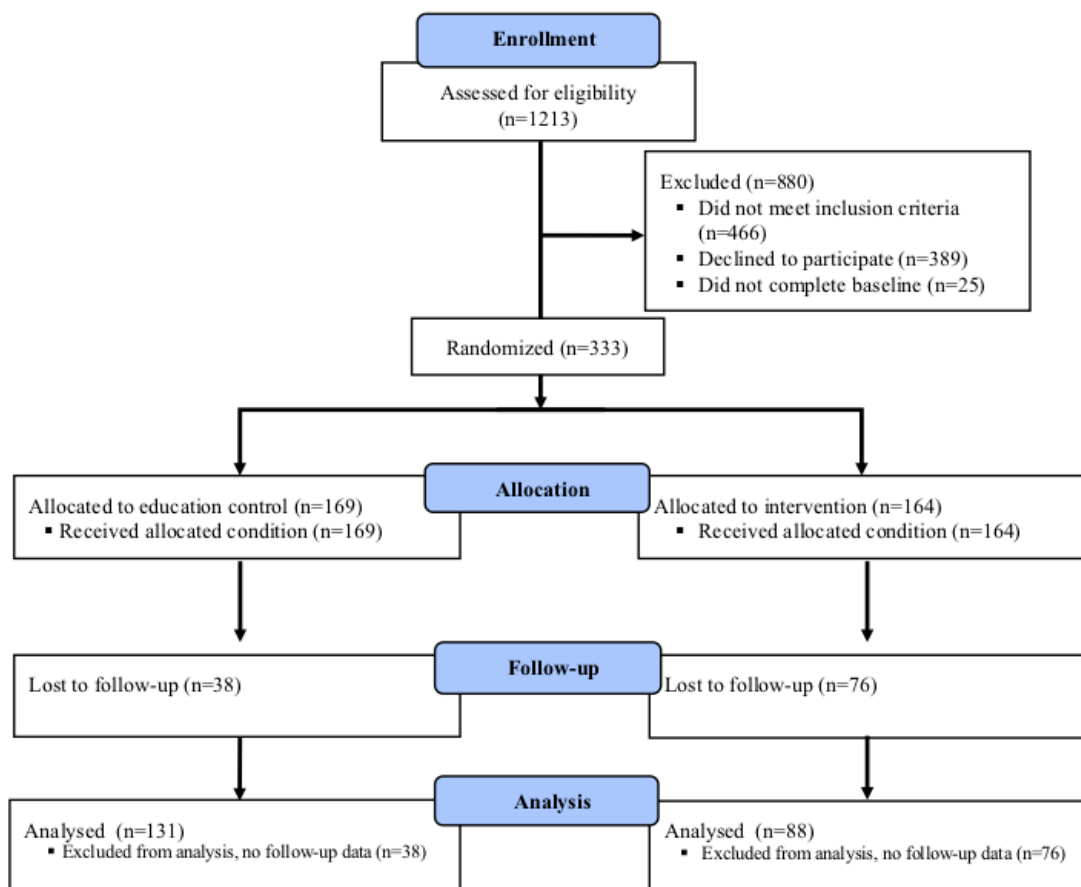 Enrollment
Assessed for eligibility
(n=1213)
Excluded (n=880)
▪ Did not meet inclusion criteria
(n=466)
▪ Declined to participate (n=389)
▪ Did not complete baseline (n=25)
Randomized (n=333)
Allocation
Allocated to education control (n=169)
▪ Received allocated condition (n=169)
Allocated to intervention (n=164)
▪ Received allocated condition (n=164)
Follow-up
Lost to follow-up (n=38)
Lost to follow-up (n=76)
Analysis
Analysed (n=131)
▪ Excluded from analysis, no follow-up data (n=38)
Analysed (n=88)
▪ Excluded from analysis, no follow-up data (n=76)